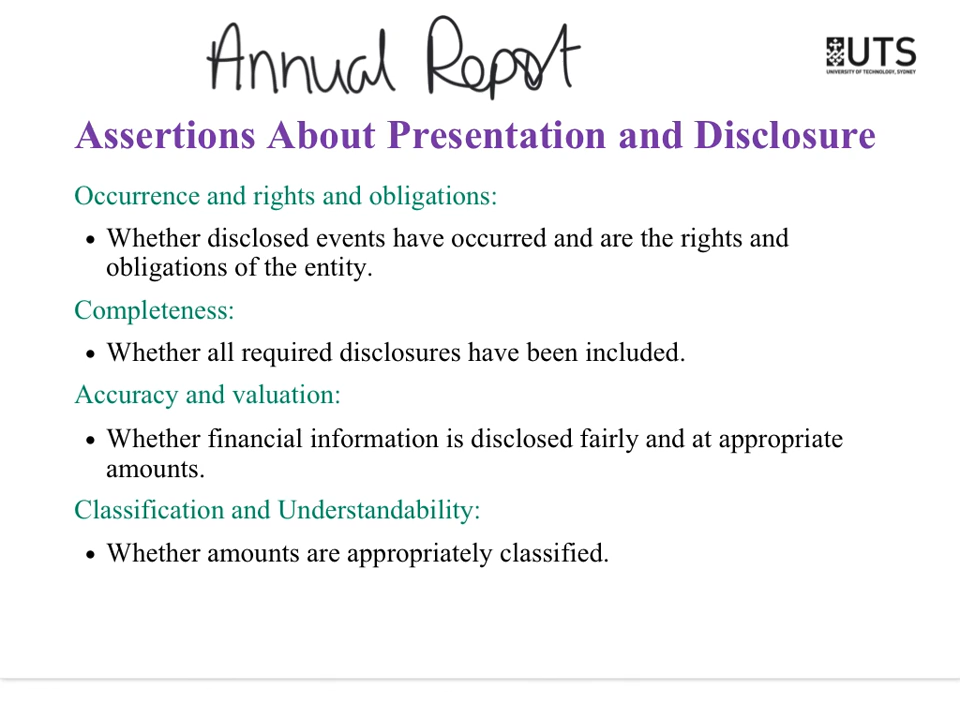 Annual Report
UTS
UNIVERSITY OF TECHNOLOGY, SYDNEY
Assertions About Presentation and Disclosure
Occurrence and rights and obligations:
• Whether disclosed events have occurred and are the rights and
obligations of the entity.
Completeness:
• Whether all required disclosures have been included.
Accuracy and valuation:
• Whether financial information is disclosed fairly and at appropriate
amounts.
Classification and Understandability:
• Whether amounts are appropriately classified.